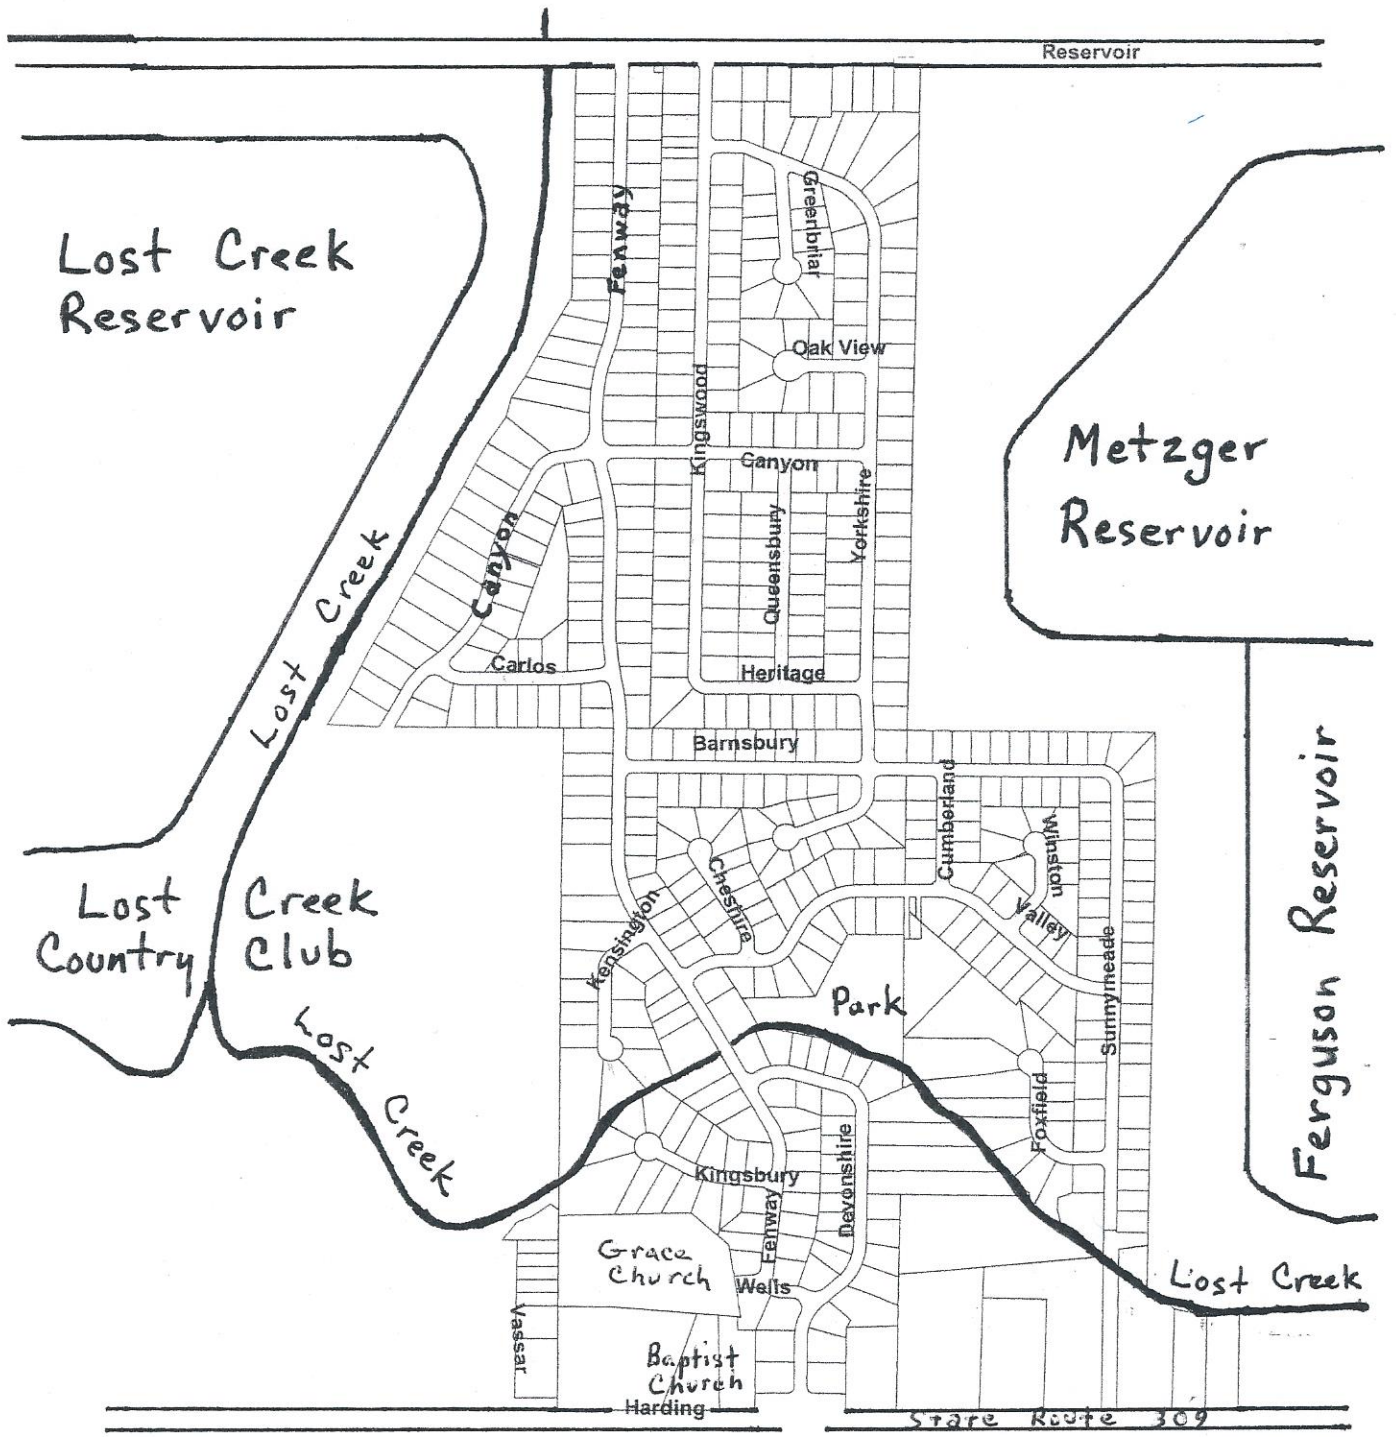 Reservoir
Lost Creek
Reservoir
Fenway
Greenbriar
Oak View
Kingswood
Canyon
Metzger
Reservoir
Yorkshire
Queensbury
Canyon
Lost Creek
Carlos
Heritage
Barnsbury
Cumberland
Winston
Ferguson Reservoir
Cheshire
Lost Creek
Country Club
Kensington
Valley
Sunnymeade
Park
Lost
Creek
Foxfield
Devonshire
Kingsbury
Fenway
Grace
Church
Wells
Lost Creek
Vassar
Baptist
Church
Harding
State Route 309